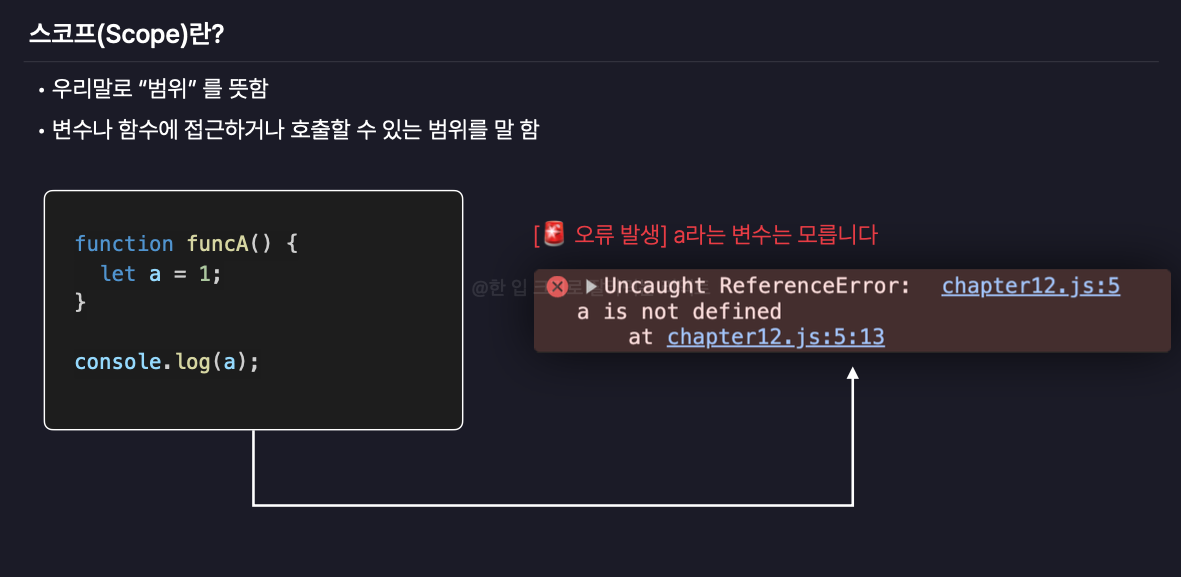 스코프(Scope)란?
• 우리말로 “범위” 를 뜻함
• 변수나 함수에 접근하거나 호출할 수 있는 범위를 말 함
function funcA() {
let a = 1;
}
console.log(a);
[🚨 오류 발생] a라는 변수는 모릅니다
Uncaught ReferenceError: chapter12.js:5
a is not defined
at chapter12.js:5:13
@한 입